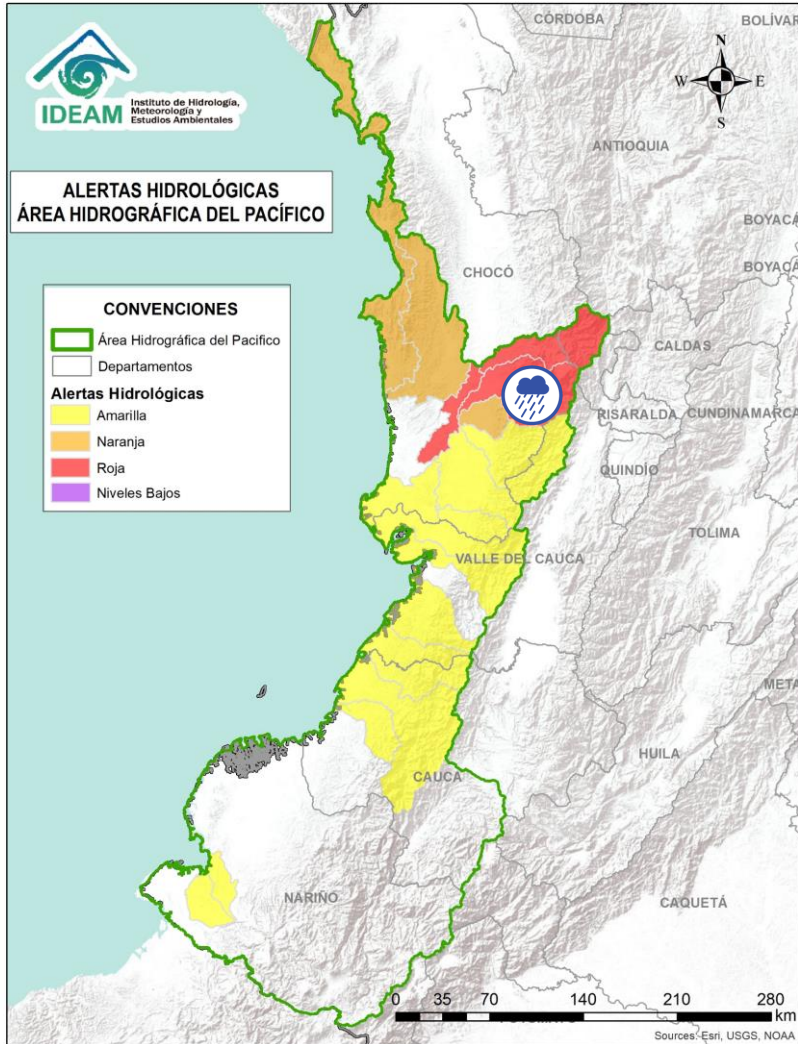 CÓRDOBA
BOLÍVAR
N
W
E
S
IDEAM
Instituto de Hidrología,
Meteorología y
Estudios Ambientales
ANTIOQUIA
ALERTAS HIDROLÓGICAS
ÁREA HIDROGRÁFICA DEL PACÍFICO
BOYACÁ
BOYACÁ
CHOCÓ
CONVENCIONES
Área Hidrográfica del Pacifico
Departamentos
Alertas Hidrológicas
Amarilla
Naranja
Roja
Niveles Bajos
CALDAS
RISARALDA
CUNDINAMARCA
QUINDÍO
TOLIMA
VALLE DEL CAUCA
META
HUILA
CAUCA
NARIÑO
CAQUETÁ
0 35 70 140 210 280
km
Sources: Esri, USGS, NOAA